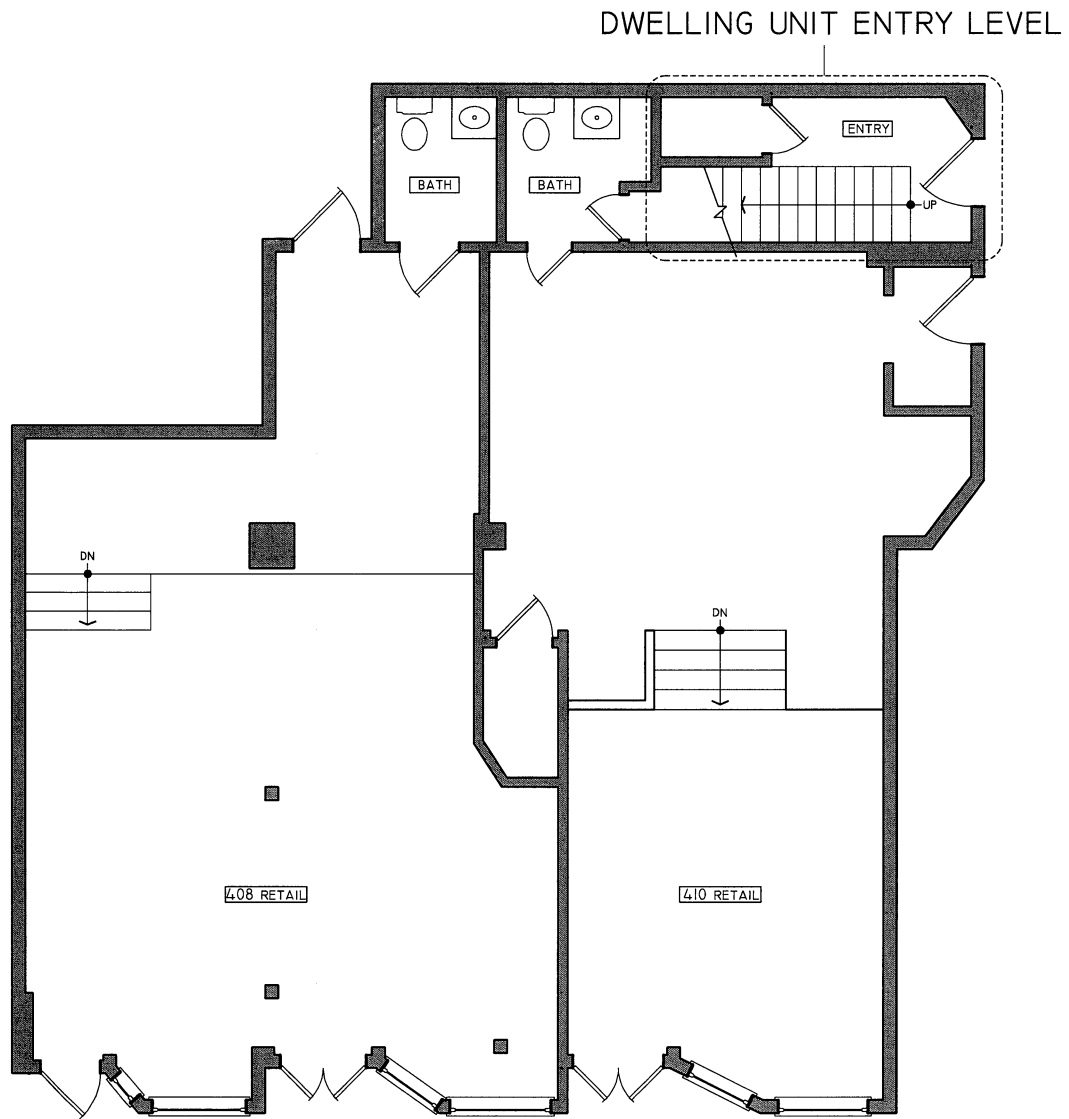 DWELLING UNIT ENTRY LEVEL
ENTRY
BATH
BATH
UP
DN
DN
408 RETAIL
410 RETAIL